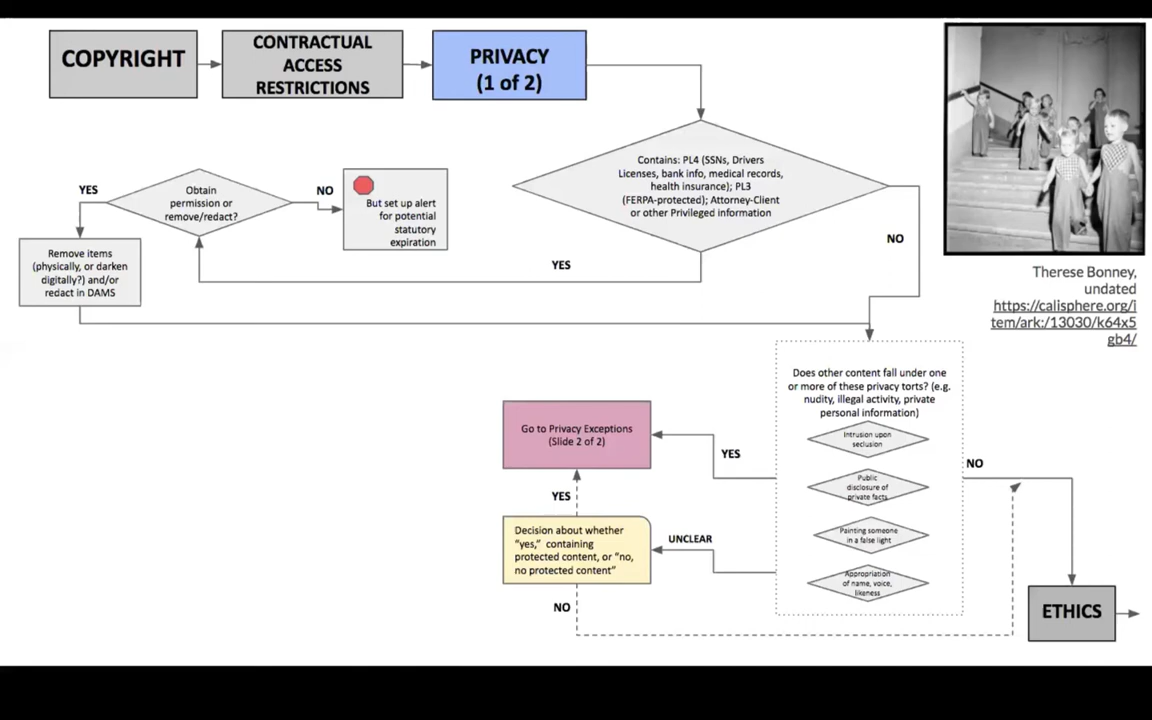 COPYRIGHT
CONTRACTUAL
ACCESS
RESTRICTIONS
PRIVACY
(1 of 2)
Contains: PL4 (SSNs, Drivers
Licenses, bank info, medical records,
health insurance); PL3
(FERPA-protected); Attorney-Client
or other Privileged information
YES
Obtain
permission or
remove/redact?
NO
But set up alert
for potential
statutory
expiration
NO
Remove items
(physically, or darken
digitally?) and/or
redact in DAMS
YES
Therese Bonney,
undated
https://calisphere.org/i
tem/ark:/13030/k64x5
gb4/
Does other content fall under one
or more of these privacy torts? (e.g.
nudity, illegal activity, private
personal information)
Intrusion upon
seclusion
Public
disclosure of
private facts
Painting someone
in a false light
Appropriation
of name, voice,
likeness
Go to Privacy Exceptions
(Slide 2 of 2)
YES
NO
YES
Decision about whether
"yes," containing
protected content, or "no,
no protected content"
UNCLEAR
NO
ETHICS